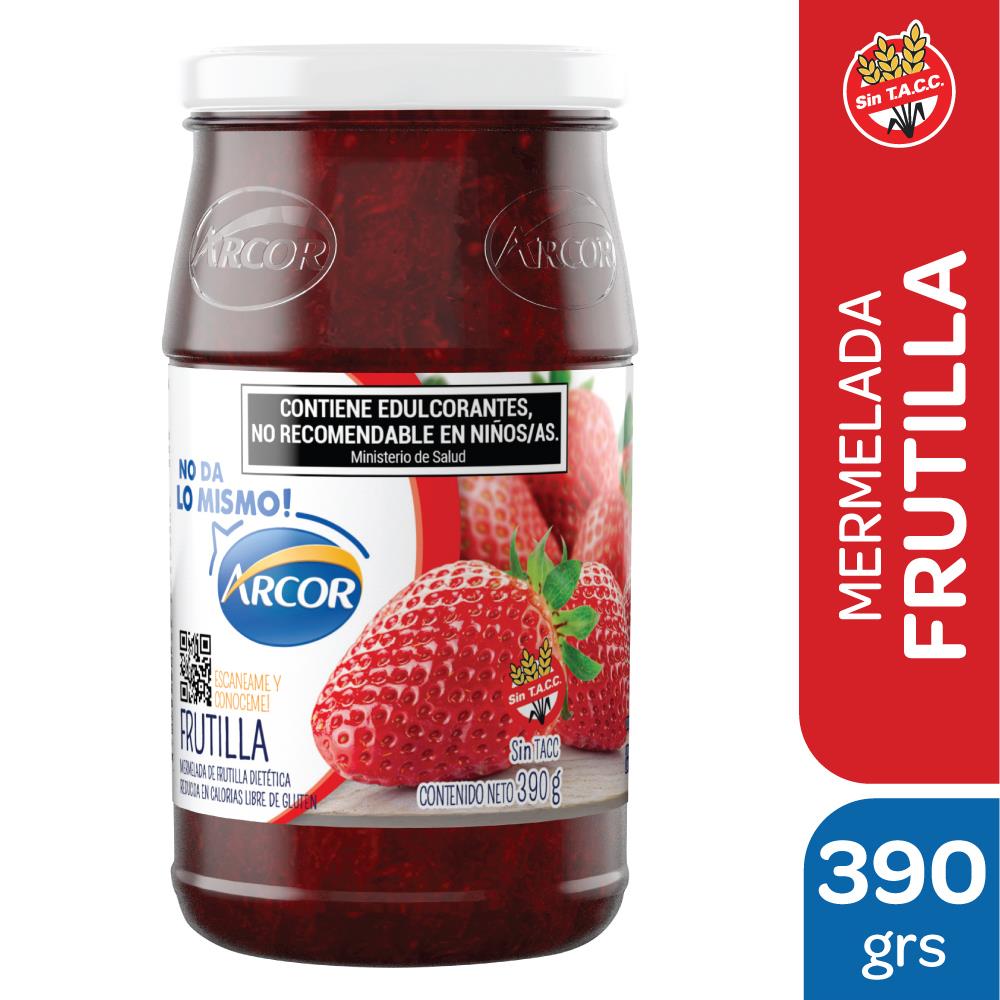 ARCOR
ARCOR
CONTIENE EDULCORANTES,
NO RECOMENDABLE EN NIÑOS/AS.
Ministerio de Salud
NO DA
LO MISMO!
ARCOR
ESCANEAME Y
CONOCEME!
FRUTILLA
MERMELADA DE FRUTILLA DIETÉTICA
REDUCIDA EN CALORIAS LIBRE DE GLUTEN
Sin T.A.C.C.
Sin TACC
CONTENIDO NETO 390 g
Sin T.A.C.C.
MERMELADA
FRUTILLA
390
grs